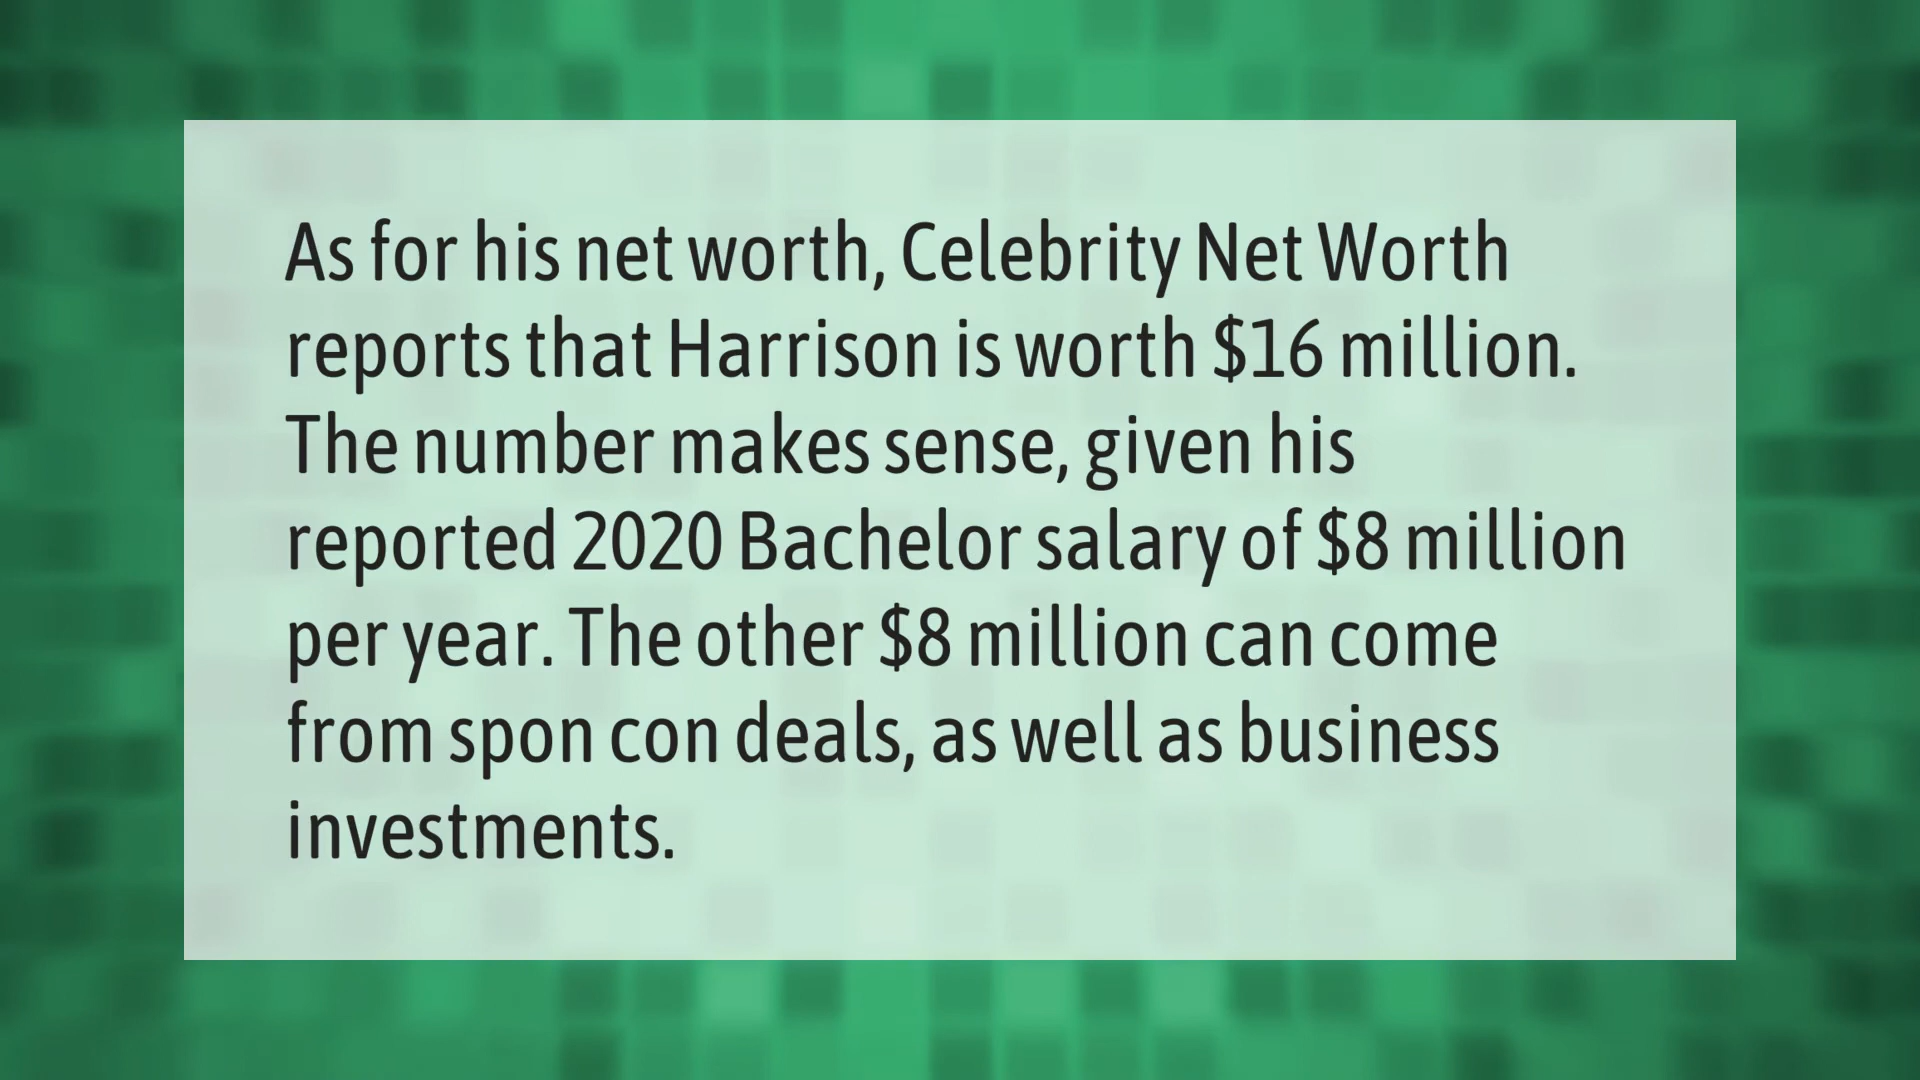 As for his net worth, Celebrity Net Worth
reports that Harrison is worth $16 million.
The number makes sense, given his
reported 2020 Bachelor salary of $8 million
per year. The other $8 million can come
from spon con deals, as well as business
investments.